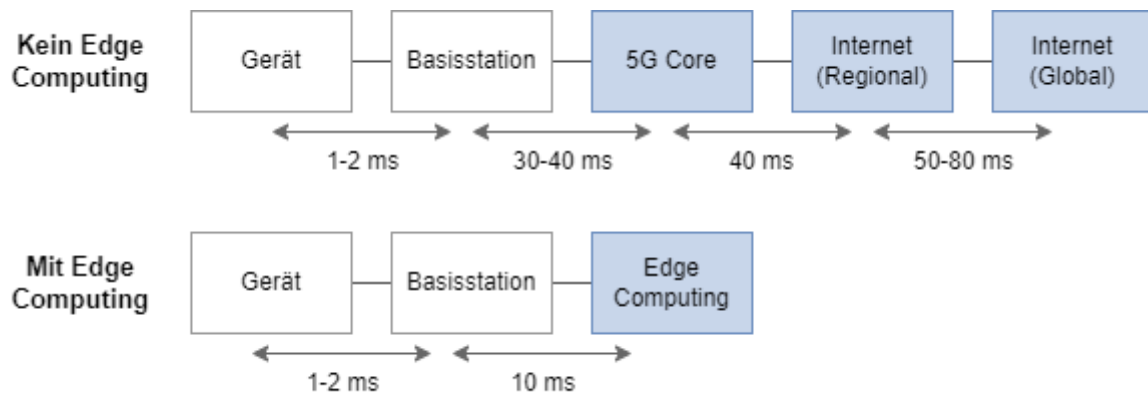 Kein Edge
Computing
Gerät
Basisstation
5G Core
Internet
(Regional)
Internet
(Global)
1-2 ms
30-40 ms
40 ms
50-80 ms
Mit Edge
Computing
Gerät
Basisstation
Edge
Computing
1-2 ms
10 ms